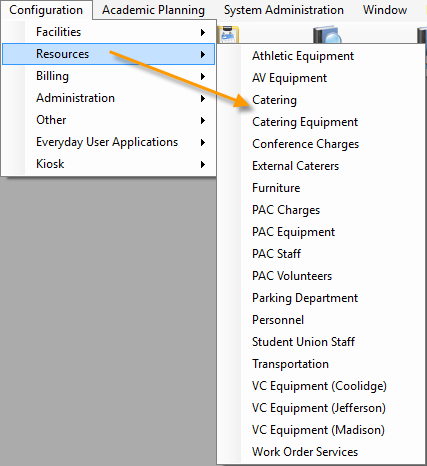 Configuration Academic Planning System Administration Window
Facilities
Resources
Billing
Administration
Other
Everyday User Applications
Kiosk
Athletic Equipment
AV Equipment
Catering
Catering Equipment
Conference Charges
External Caterers
Furniture
PAC Charges
PAC Equipment
PAC Staff
PAC Volunteers
Parking Department
Personnel
Student Union Staff
Transportation
VC Equipment (Coolidge)
VC Equipment (Jefferson)
VC Equipment (Madison)
Work Order Services